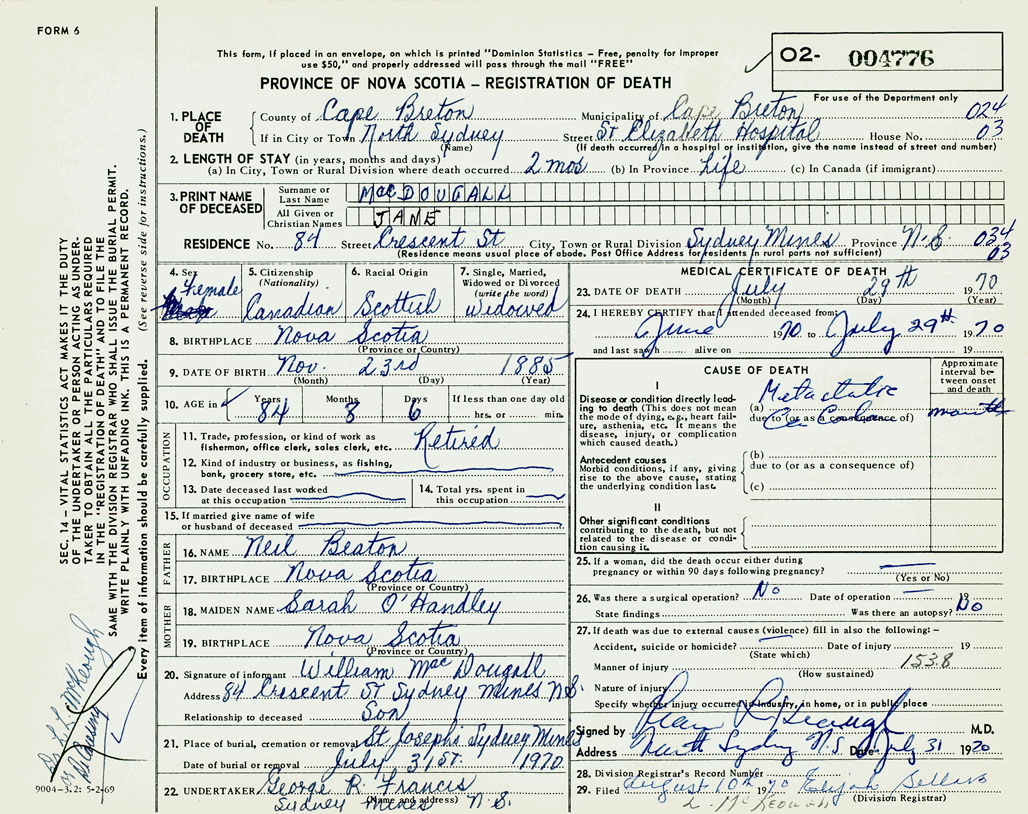 FORM 6
This form, if placed in an envelope, on which is printed "Dominion Statistics – Free, penalty for improper
use $50," and properly addressed will pass through the mail "FREE"
O2- 004776
For use of the Department only
PROVINCE OF NOVA SCOTIA – REGISTRATION OF DEATH
1. PLACE OF DEATH
County of Cape Breton Municipality of Cape Breton 024
If in City or Town North Sydney Street St Elizabeth Hospital House No. 03
(Name) (If death occurred in a hospital or institution, give the name instead of street and number)
2. LENGTH OF STAY (in years, months and days)
(a) In City, Town or Rural Division where death occurred 2 mos (b) In Province Life (c) In Canada (if immigrant)
3. PRINT NAME OF DECEASED
Surname or Last Name MacDOUGALL
All Given or Christian Names JANE
RESIDENCE No. 84 Street Crescent St City, Town or Rural Division Sydney Mines Province N.S. 034
(Residence means usual place of abode. Post Office Address for residents in rural parts not sufficient) 03
4. Sex Female
5. Citizenship (Nationality) Canadian
6. Racial Origin Scottish
7. Single, Married, Widowed or Divorced (write the word) Widowed
8. BIRTHPLACE Nova Scotia
(Province or Country)
9. DATE OF BIRTH Nov. 23rd 1885
(Month) (Day) (Year)
10. AGE in Years 84 Months 8 Days 6 If less than one day old hrs. or min.
OCCUPATION
11. Trade, profession, or kind of work as fisherman, office clerk, sales clerk, etc. Retired
12. Kind of industry or business, as fishing, bank, grocery store, etc.
13. Date deceased last worked at this occupation
14. Total yrs. spent in this occupation
15. If married give name of wife or husband of deceased
FATHER
16. NAME Neil Beaton
17. BIRTHPLACE Nova Scotia
(Province or Country)
MOTHER
18. MAIDEN NAME Sarah O'Handley
19. BIRTHPLACE Nova Scotia
(Province or Country)
20. Signature of informant William MacDougall
Address 84 Crescent St Sydney Mines N.S.
Relationship to deceased Son
21. Place of burial, cremation or removal St Josephs Sydney Mines
Date of burial or removal July 31st. 1970
22. UNDERTAKER George R. Francis
(Name and address) Sydney Mines N.S.
MEDICAL CERTIFICATE OF DEATH
23. DATE OF DEATH July 29th 1970
(Month) (Day) (Year)
24. I HEREBY CERTIFY that I attended deceased from:
June 1970 to July 29th 1970
and last saw h alive on 19
CAUSE OF DEATH
Approximate interval between onset and death
I
Disease or condition directly leading to death (This does not mean the mode of dying, e.g., heart failure, asthenia, etc. It means the disease, injury, or complication which caused death.)
(a) Metastatic
due to (or as a consequence of)
months
Antecedent causes
Morbid conditions, if any, giving rise to the above cause, stating the underlying condition last.
(b)
due to (or as a consequence of)
(c)
II
Other significant conditions
contributing to the death, but not related to the disease or condition causing it.
25. If a woman, did the death occur either during pregnancy or within 90 days following pregnancy?
(Yes or No)
26. Was there a surgical operation? No Date of operation 19
State findings Was there an autopsy? No
27. If death was due to external causes (violence) fill in also the following:–
Accident, suicide or homicide? Date of injury 19
(State which)
Manner of injury 153.8
(How sustained)
Nature of injury
Specify whether injury occurred in industry, in home, or in public place
Signed by M.D.
Address North Sydney N.S. Date July 31 1970
28. Division Registrar's Record Number
29. Filed August 10th 1970 Elijah Sellars
(Division Registrar)
L. McKeough
SEC. 14 – VITAL STATISTICS ACT MAKES IT THE DUTY
OF THE UNDERTAKER OR PERSON ACTING AS UNDER-
TAKER TO OBTAIN ALL THE PARTICULARS REQUIRED
IN THE "REGISTRATION OF DEATH" AND TO FILE THE
SAME WITH THE DIVISION REGISTRAR WHO SHALL ISSUE THE BURIAL PERMIT.
WRITE PLAINLY WITH UNFADING INK. THIS IS A PERMANENT RECORD.
Every item of information should be carefully supplied. (See reverse side for instructions.)
9004-3.2: 5-2-69